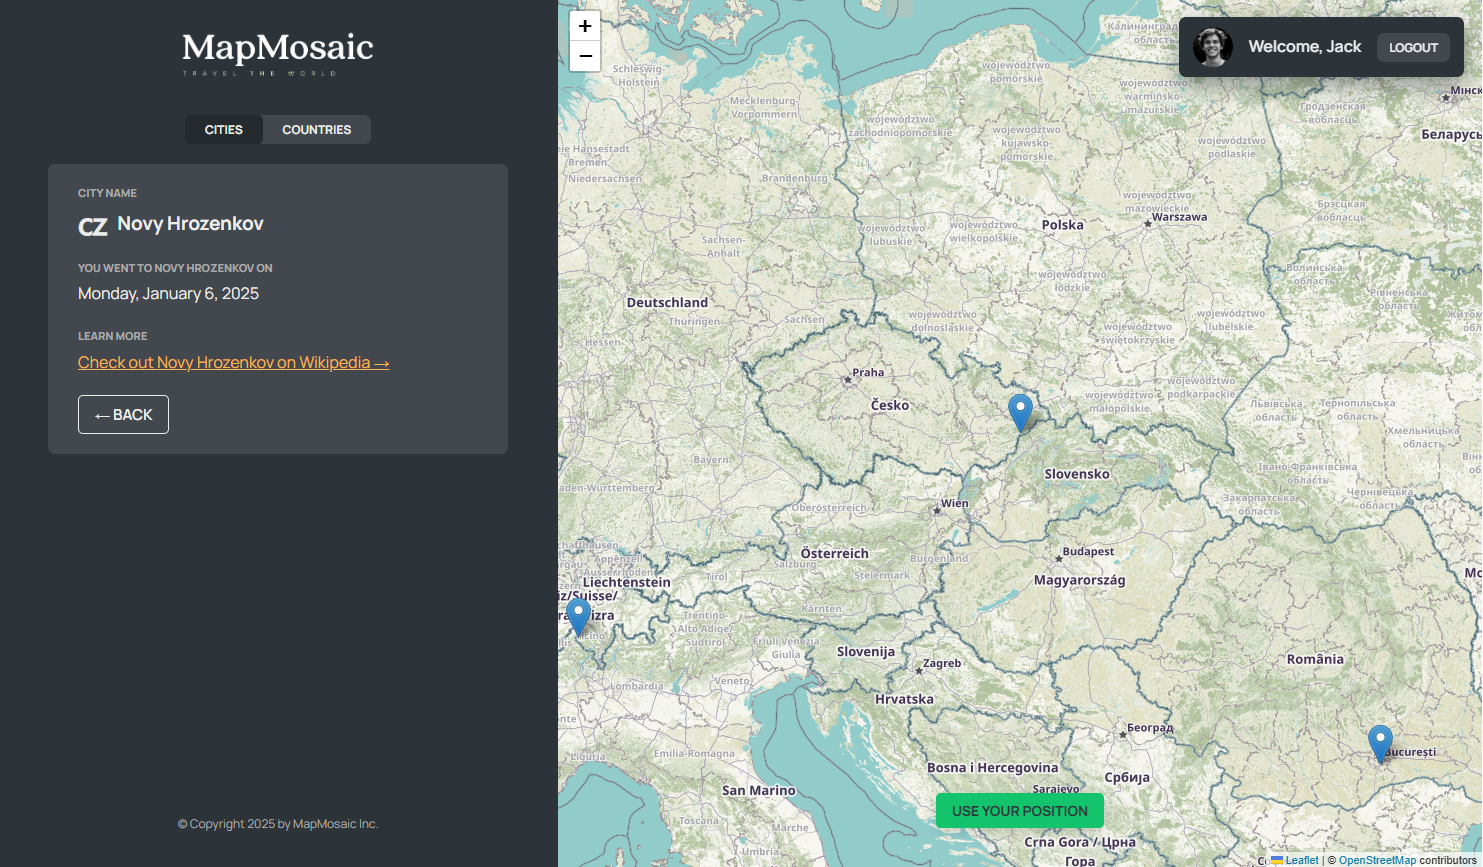 MapMosaic
TRAVEL THE WORLD
CITIES
COUNTRIES
CITY NAME
CZ Novy Hrozenkov
YOU WENT TO NOVY HROZENKOV ON
Monday, January 6, 2025
LEARN MORE
Check out Novy Hrozenkov on Wikipedia →
← BACK
© Copyright 2025 by MapMosaic Inc.
+
−
Welcome, Jack
LOGOUT
Schleswig-
Holstein
Mecklenburg-
Vorpommern
województwo
zachodniopomorskie
województwo
pomorskie
województwo
kujawsko-
pomorskie
województwo
warmińsko-
mazurskie
województwo
podlaskie
Гродзенская
вобласць
Мінск
Беларусь
Калининград
область
Hansestadt
Bremen
Niedersachsen
Brandenburg
województwo
lubuskie
województwo
wielkopolskie
Polska
województwo
mazowieckie
Warszawa
Брэсцкая
вобласць
Sachsen-
Anhalt
Deutschland
Thüringen
Sachsen
Hessen
województwo
łódzkie
województwo
dolnośląskie
województwo
świętokrzyskie
województwo
lubelskie
Волинська
область
Рівненська
область
Praha
Česko
województwo
małopolskie
województwo
podkarpackie
Львівська
область
Тернопільська
область
Хмельницька
область
Bayern
Slovensko
Івано-Франківська
область
Закарпатська
область
Чернівецька
область
Oberösterreich
Wien
Österreich
Salzburg
Burgenland
Steiermark
Budapest
Magyarország
Schaffhausen
Appenzell
Ausserrhoden
Liechtenstein
Tirol
Kärnten
Trentino-
Alto Adige/
Südtirol
Friuli Venezia
Giulia
Slovenija
Zagreb
Hrvatska
România
Lombardia
Veneto
Београд
Emilia-Romagna
Liguria
Bosna i Hercegovina
Србија
București
San Marino
Sarajevo
USE YOUR POSITION
Toscana
Marche
Umbria
Crna Gora / Црна
Гора
Leaflet | © OpenStreetMap contributors